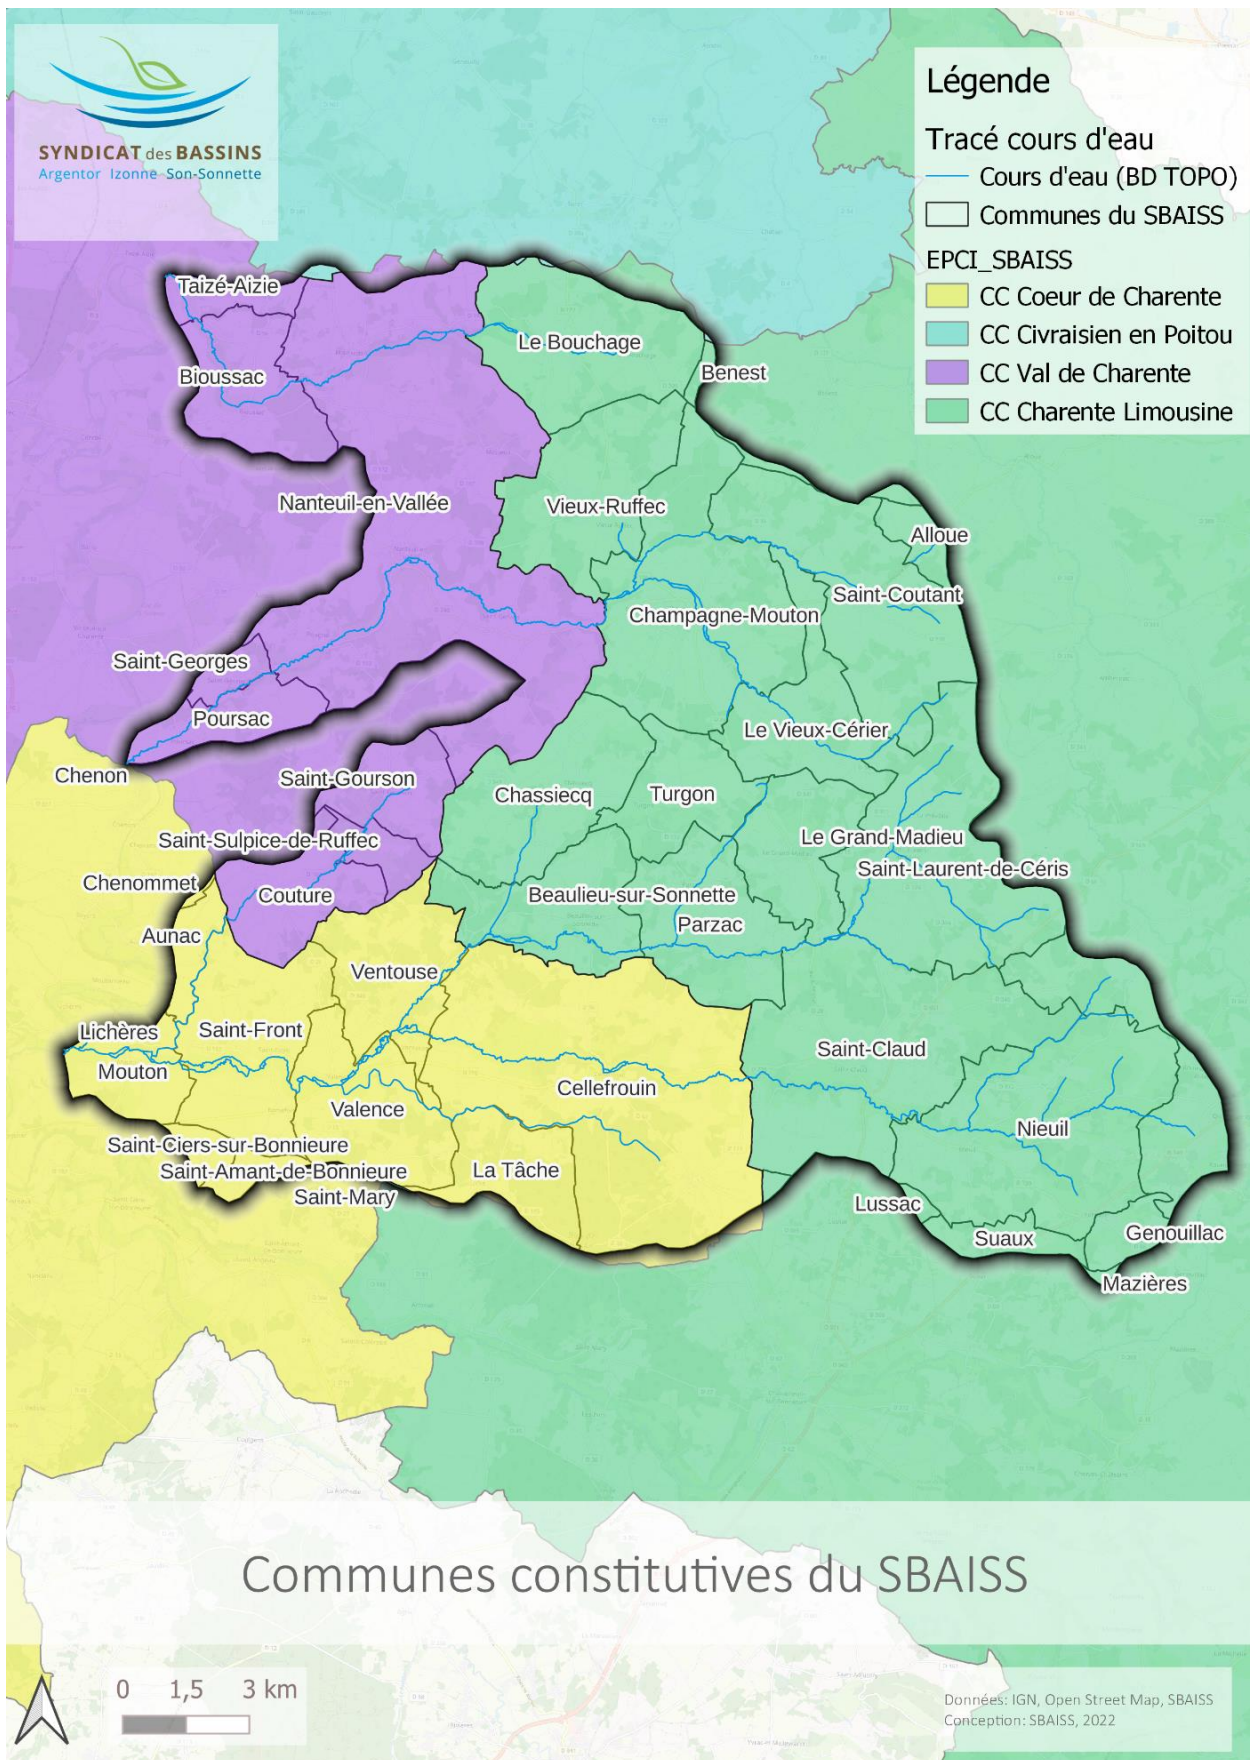 SYNDICAT des BASSINS
Argentor Izonne Son-Sonnette
Légende
Tracé cours d'eau
Cours d'eau (BD TOPO)
Communes du SBAISS
EPCI_SBAISS
CC Coeur de Charente
CC Civraisien en Poitou
CC Val de Charente
CC Charente Limousine
Taizé-Aizie
Le Bouchage
Benest
Bioussac
Nanteuil-en-Vallée
Vieux-Ruffec
Alloue
Saint-Coutant
Champagne-Mouton
Saint-Georges
Poursac
Le Vieux-Cérier
Chenon
Saint-Gourson
Chassiecq
Turgon
Saint-Sulpice-de-Ruffec
Le Grand-Madieu
Saint-Laurent-de-Céris
Chenommet
Couture
Beaulieu-sur-Sonnette
Parzac
Aunac
Ventouse
Lichères
Saint-Front
Saint-Claud
Mouton
Cellefrouin
Valence
Nieuil
Saint-Ciers-sur-Bonnieure
Saint-Amant-de-Bonnieure
La Tâche
Saint-Mary
Lussac
Suaux
Genouillac
Mazières
Communes constitutives du SBAISS
0 1,5 3 km
Données: IGN, Open Street Map, SBAISS
Conception: SBAISS, 2022